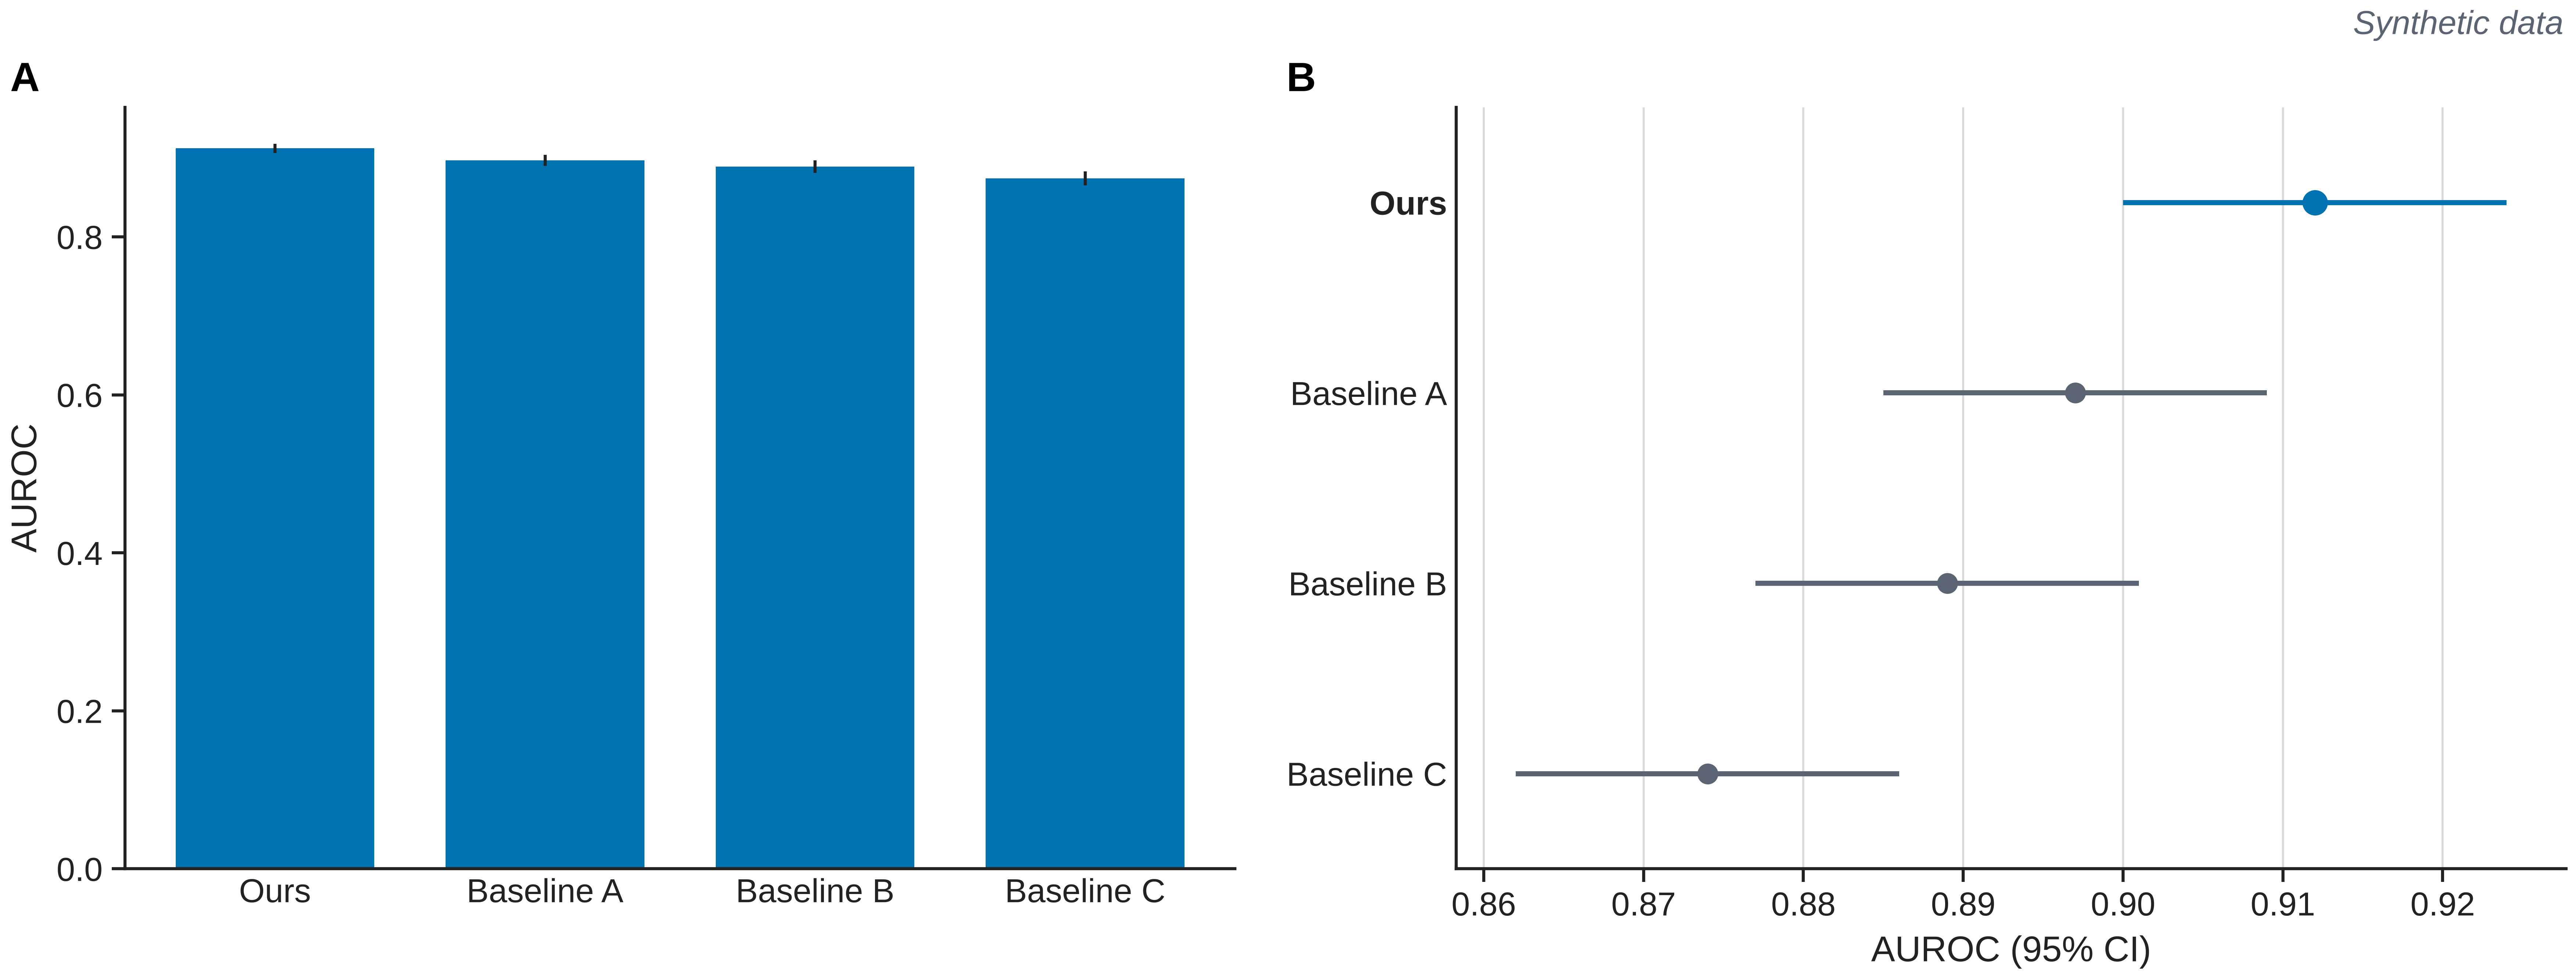 Synthetic data
A
AUROC
0.8
0.6
0.4
0.2
0.0
Ours
Baseline A
Baseline B
Baseline C
B
Ours
Baseline A
Baseline B
Baseline C
0.86
0.87
0.88
0.89
0.90
0.91
0.92
AUROC (95% CI)